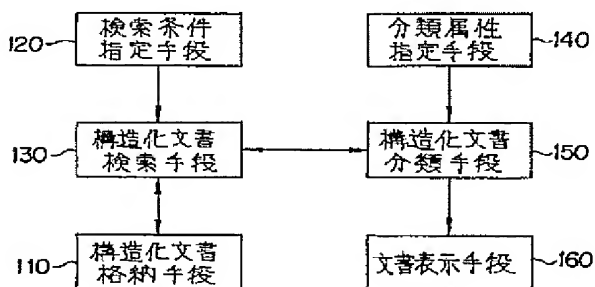 120
検索条件
指定手段
分類属性
指定手段
140
130
構造化文書
検索手段
構造化文書
分類手段
150
110
構造化文書
格納手段
文書表示手段
160